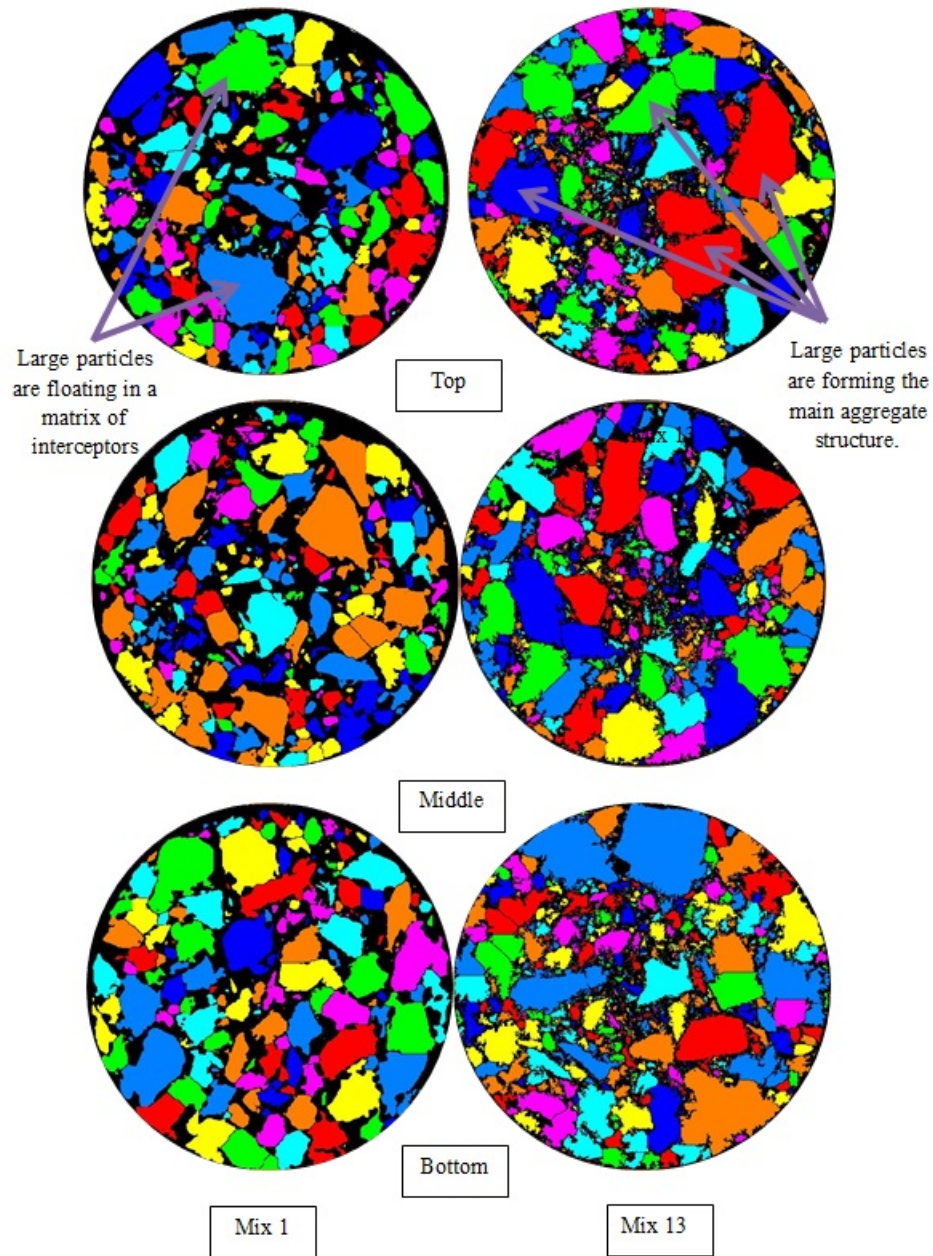 Large particles
are floating in a
matrix of
interceptors
Top
Large particles
are forming the
main aggregate
structure.
Middle
Bottom
Mix 1
Mix 13